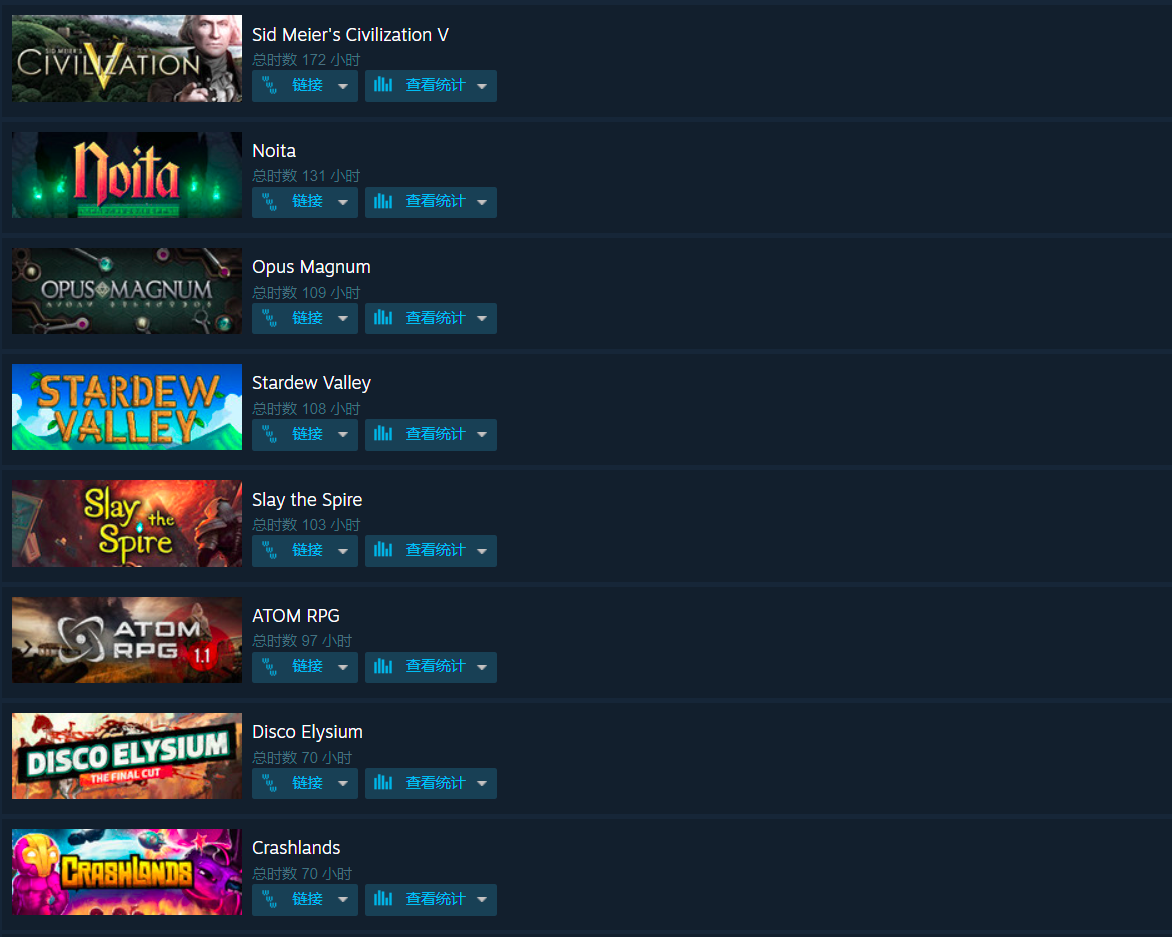 SID MEIER'S
CIVILIZATION V
Sid Meier's Civilization V
总时数 172 小时
链接 查看统计
Noita
Noita
总时数 131 小时
链接 查看统计
OPUS MAGNUM
Opus Magnum
总时数 109 小时
链接 查看统计
STARDEW
VALLEY
Stardew Valley
总时数 108 小时
链接 查看统计
Slay the
Spire
Slay the Spire
总时数 103 小时
链接 查看统计
ATOM
RPG 1.1
ATOM RPG
总时数 97 小时
链接 查看统计
DISCO ELYSIUM
THE FINAL CUT
Disco Elysium
总时数 70 小时
链接 查看统计
CRASHLANDS
Crashlands
总时数 70 小时
链接 查看统计